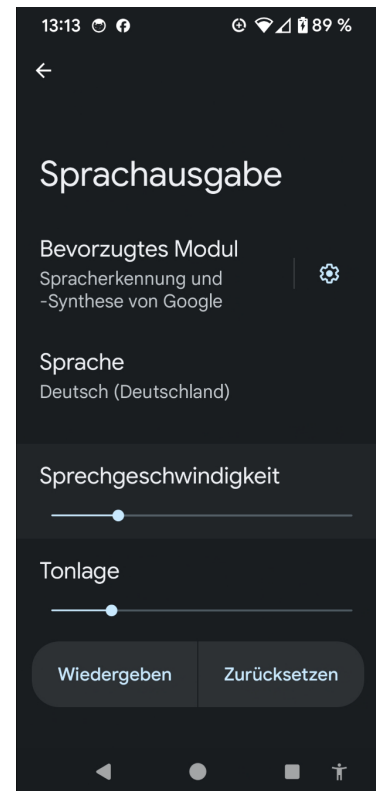 13:13 89 %
Sprachausgabe
Bevorzugtes Modul
Spracherkennung und
-Synthese von Google
Sprache
Deutsch (Deutschland)
Sprechgeschwindigkeit
Tonlage
Wiedergeben Zurücksetzen